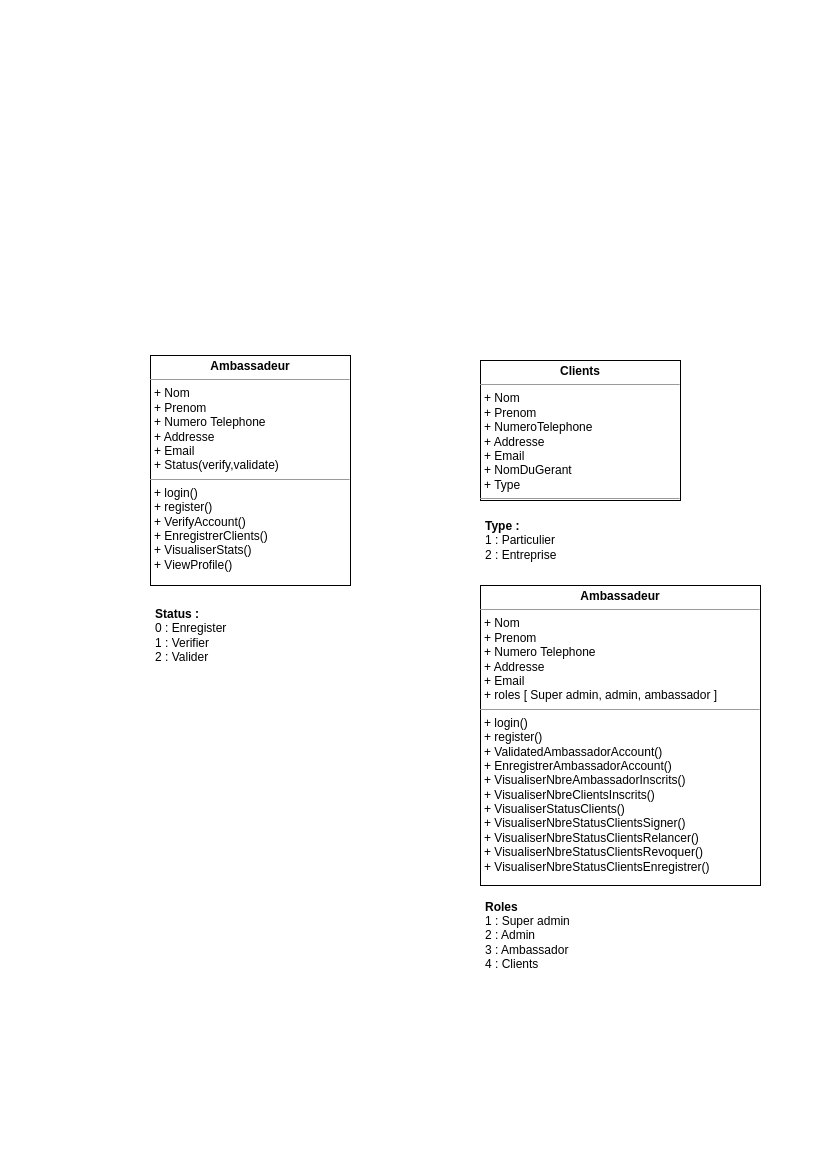 Ambassadeur
+ Nom
+ Prenom
+ Numero Telephone
+ Addresse
+ Email
+ Status(verify,validate)
+ login()
+ register()
+ VerifyAccount()
+ EnregistrerClients()
+ VisualiserStats()
+ ViewProfile()
Status :
0 : Enregister
1 : Verifier
2 : Valider
Clients
+ Nom
+ Prenom
+ NumeroTelephone
+ Addresse
+ Email
+ NomDuGerant
+ Type
Type :
1 : Particulier
2 : Entreprise
Ambassadeur
+ Nom
+ Prenom
+ Numero Telephone
+ Addresse
+ Email
+ roles [ Super admin, admin, ambassador ]
+ login()
+ register()
+ ValidatedAmbassadorAccount()
+ EnregistrerAmbassadorAccount()
+ VisualiserNbreAmbassadorInscrits()
+ VisualiserNbreClientsInscrits()
+ VisualiserStatusClients()
+ VisualiserNbreStatusClientsSigner()
+ VisualiserNbreStatusClientsRelancer()
+ VisualiserNbreStatusClientsRevoquer()
+ VisualiserNbreStatusClientsEnregistrer()
Roles
1 : Super admin
2 : Admin
3 : Ambassador
4 : Clients